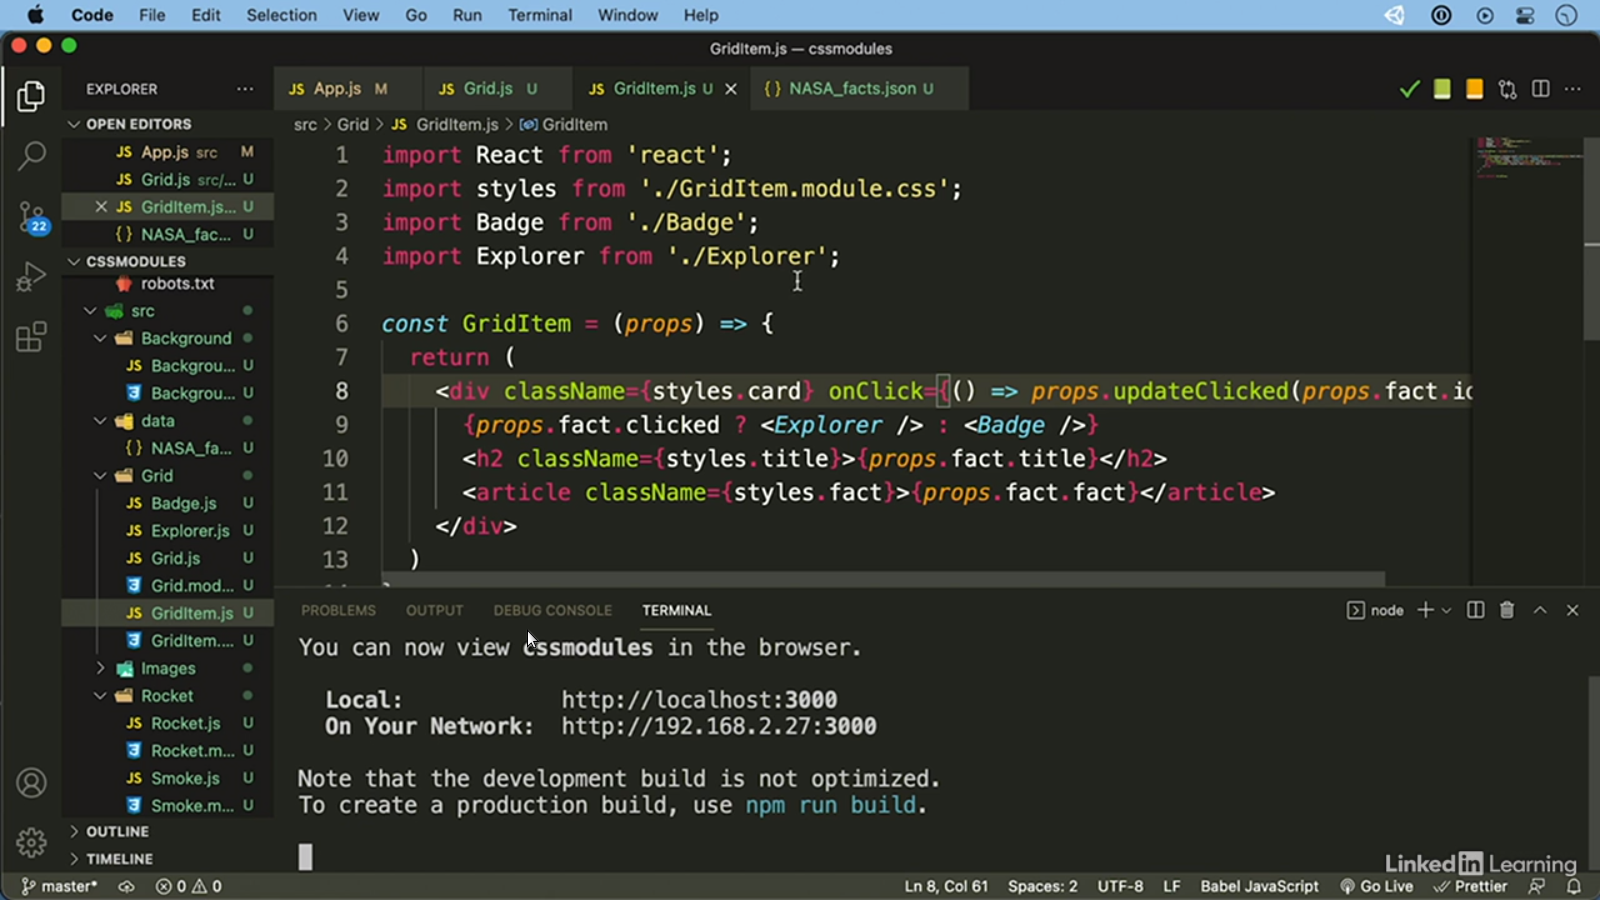 Code File Edit Selection View Go Run Terminal Window Help
GridItem.js — cssmodules
EXPLORER
JS App.js M
JS Grid.js U
JS GridItem.js U
{} NASA_facts.json U
OPEN EDITORS
JS App.js src M
JS Grid.js src/... U
JS GridItem.js... U
{} NASA_fac... U
CSSMODULES
robots.txt
src
Background
JS Backgrou... U
Backgrou... U
data
{} NASA_fa... U
Grid
JS Badge.js U
JS Explorer.js U
JS Grid.js U
Grid.mod... U
JS GridItem.js U
GridItem.... U
Images
Rocket
JS Rocket.js U
Rocket.m... U
JS Smoke.js U
Smoke.m... U
OUTLINE
TIMELINE
22
src > Grid > JS GridItem.js > GridItem
1 import React from 'react';
2 import styles from './GridItem.module.css';
3 import Badge from './Badge';
4 import Explorer from './Explorer';
5
6 const GridItem = (props) => {
7 return (
8 <div className={styles.card} onClick={() => props.updateClicked(props.fact.id
9 {props.fact.clicked ? <Explorer /> : <Badge />}
10 <h2 className={styles.title}>{props.fact.title}</h2>
11 <article className={styles.fact}>{props.fact.fact}</article>
12 </div>
13 )
PROBLEMS OUTPUT DEBUG CONSOLE TERMINAL
node
You can now view cssmodules in the browser.
Local: http://localhost:3000
On Your Network: http://192.168.2.27:3000
Note that the development build is not optimized.
To create a production build, use npm run build.
LinkedIn Learning
master* 0 0 Ln 8, Col 61 Spaces: 2 UTF-8 LF Babel JavaScript Go Live Prettier